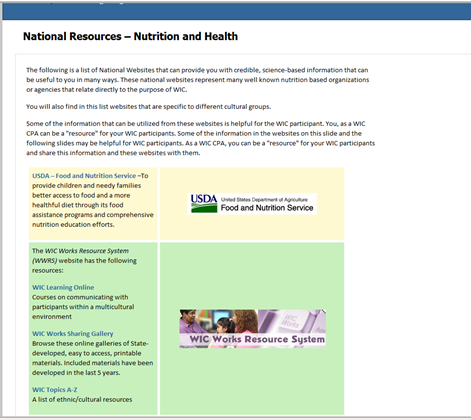 National Resources – Nutrition and Health
The following is a list of National Websites that can provide you with credible, science-based information that can
be useful to you in many ways. These national websites represent many well known nutrition based organizations
or agencies that relate directly to the purpose of WIC.
You will also find in this list websites that are specific to different cultural groups.
Some of the information that can be utilized from these websites is helpful for the WIC participant. You, as a WIC
CPA can be a "resource" for your WIC participants. Some of the information in the websites on this slide and the
following slides may be helpful for WIC participants. As a WIC CPA, you can be a "resource" for your WIC participants
and share this information and these websites with them.
USDA – Food and Nutrition Service –To
provide children and needy families
better access to food and a more
healthful diet through its food
assistance programs and comprehensive
nutrition education efforts.
USDA United States Department of Agriculture
Food and Nutrition Service
The WIC Works Resource System
(WWRS) website has the following
resources:
WIC Learning Online
Courses on communicating with
participants within a multicultural
environment
WIC Works Sharing Gallery
Browse these online galleries of State-
developed, easy to access, printable
materials. Included materials have been
developed in the last 5 years.
WIC Topics A-Z
A list of ethnic/cultural resources
WIC Works Resource System